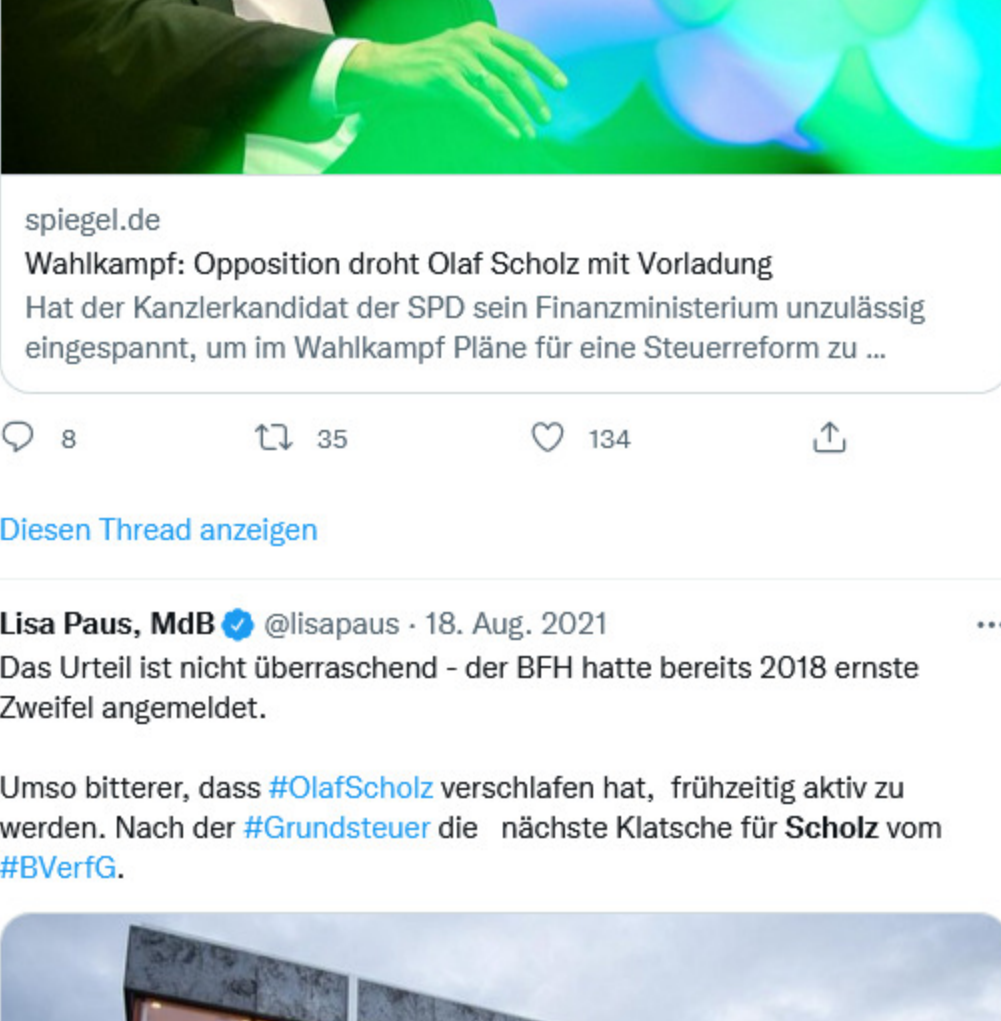 spiegel.de
Wahlkampf: Opposition droht Olaf Scholz mit Vorladung
Hat der Kanzlerkandidat der SPD sein Finanzministerium unzulässig
eingespannt, um im Wahlkampf Pläne für eine Steuerreform zu ...
8 35 134
Diesen Thread anzeigen
Lisa Paus, MdB @lisapaus · 18. Aug. 2021
Das Urteil ist nicht überraschend - der BFH hatte bereits 2018 ernste
Zweifel angemeldet.
Umso bitterer, dass #OlafScholz verschlafen hat, frühzeitig aktiv zu
werden. Nach der #Grundsteuer die nächste Klatsche für Scholz vom
#BVerfG.